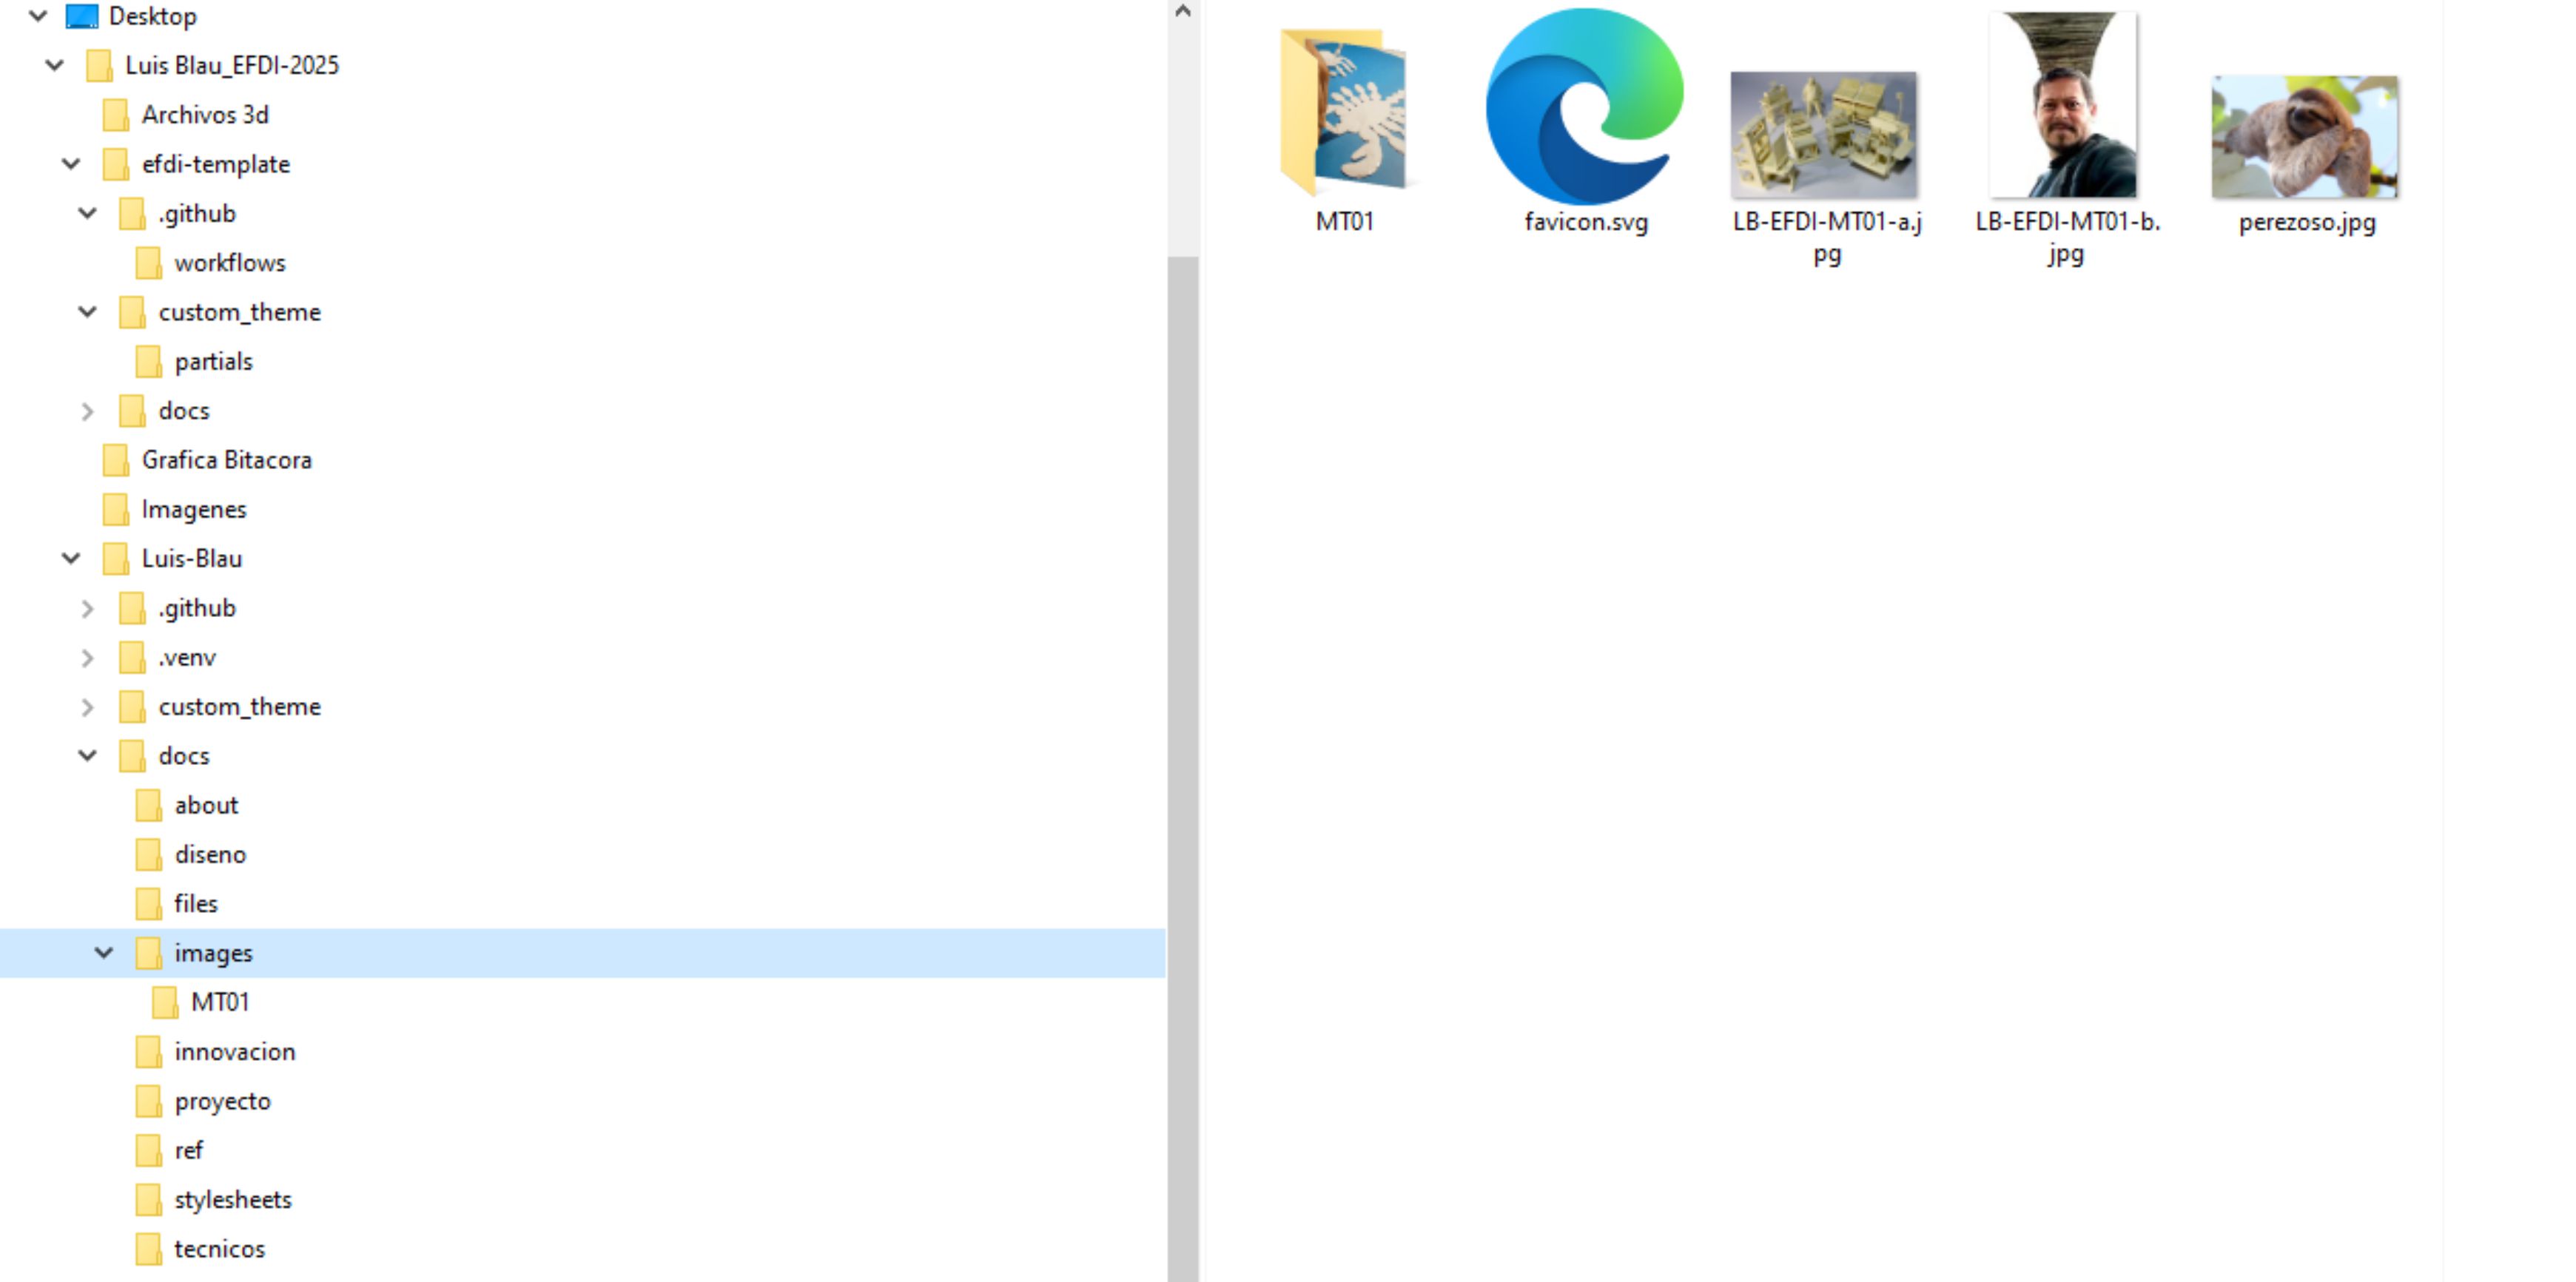 Desktop
Luis Blau_EFDI-2025
Archivos 3d
efdi-template
.github
workflows
custom_theme
partials
docs
Grafica Bitacora
Imagenes
Luis-Blau
.github
.venv
custom_theme
docs
about
diseno
files
images
MT01
innovacion
proyecto
ref
stylesheets
tecnicos
MT01
favicon.svg
LB-EFDI-MT01-a.j
pg
LB-EFDI-MT01-b.
jpg
perezoso.jpg